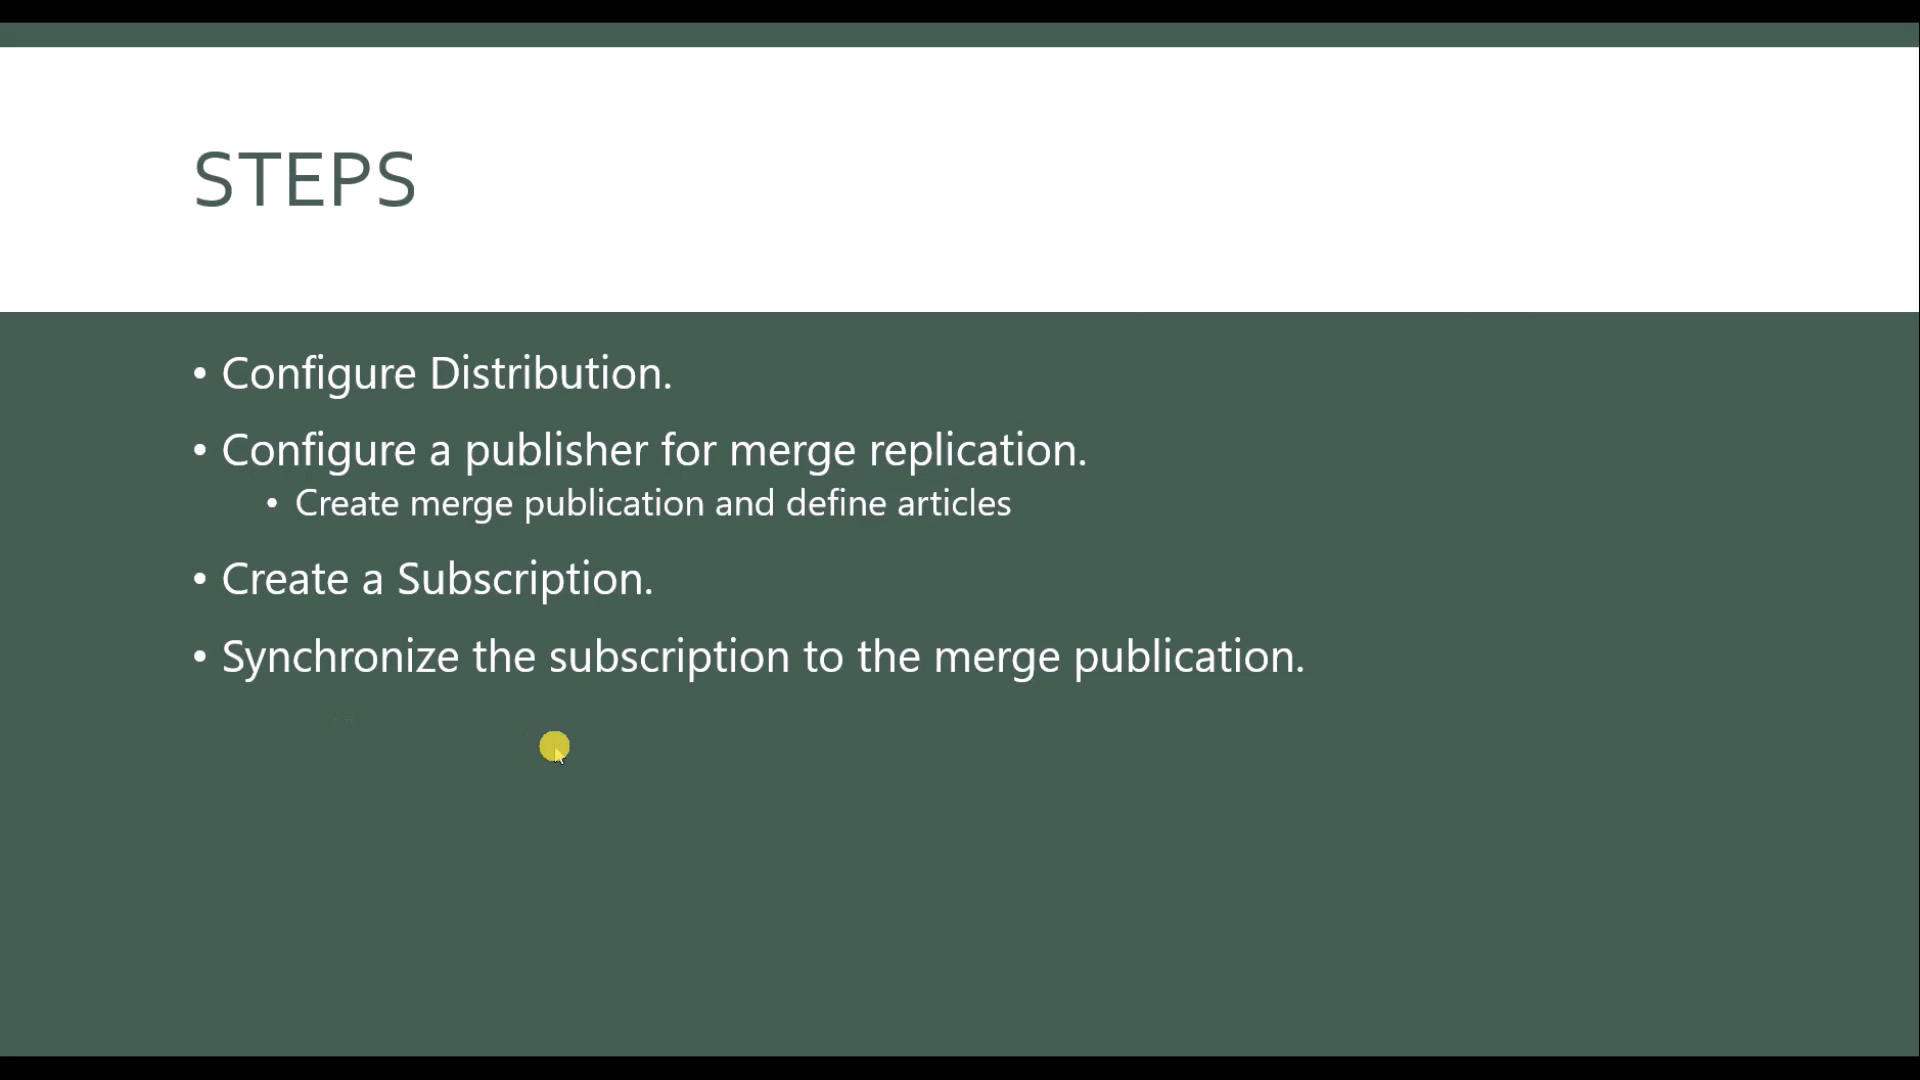 STEPS
• Configure Distribution.
• Configure a publisher for merge replication.
• Create merge publication and define articles
• Create a Subscription.
• Synchronize the subscription to the merge publication.